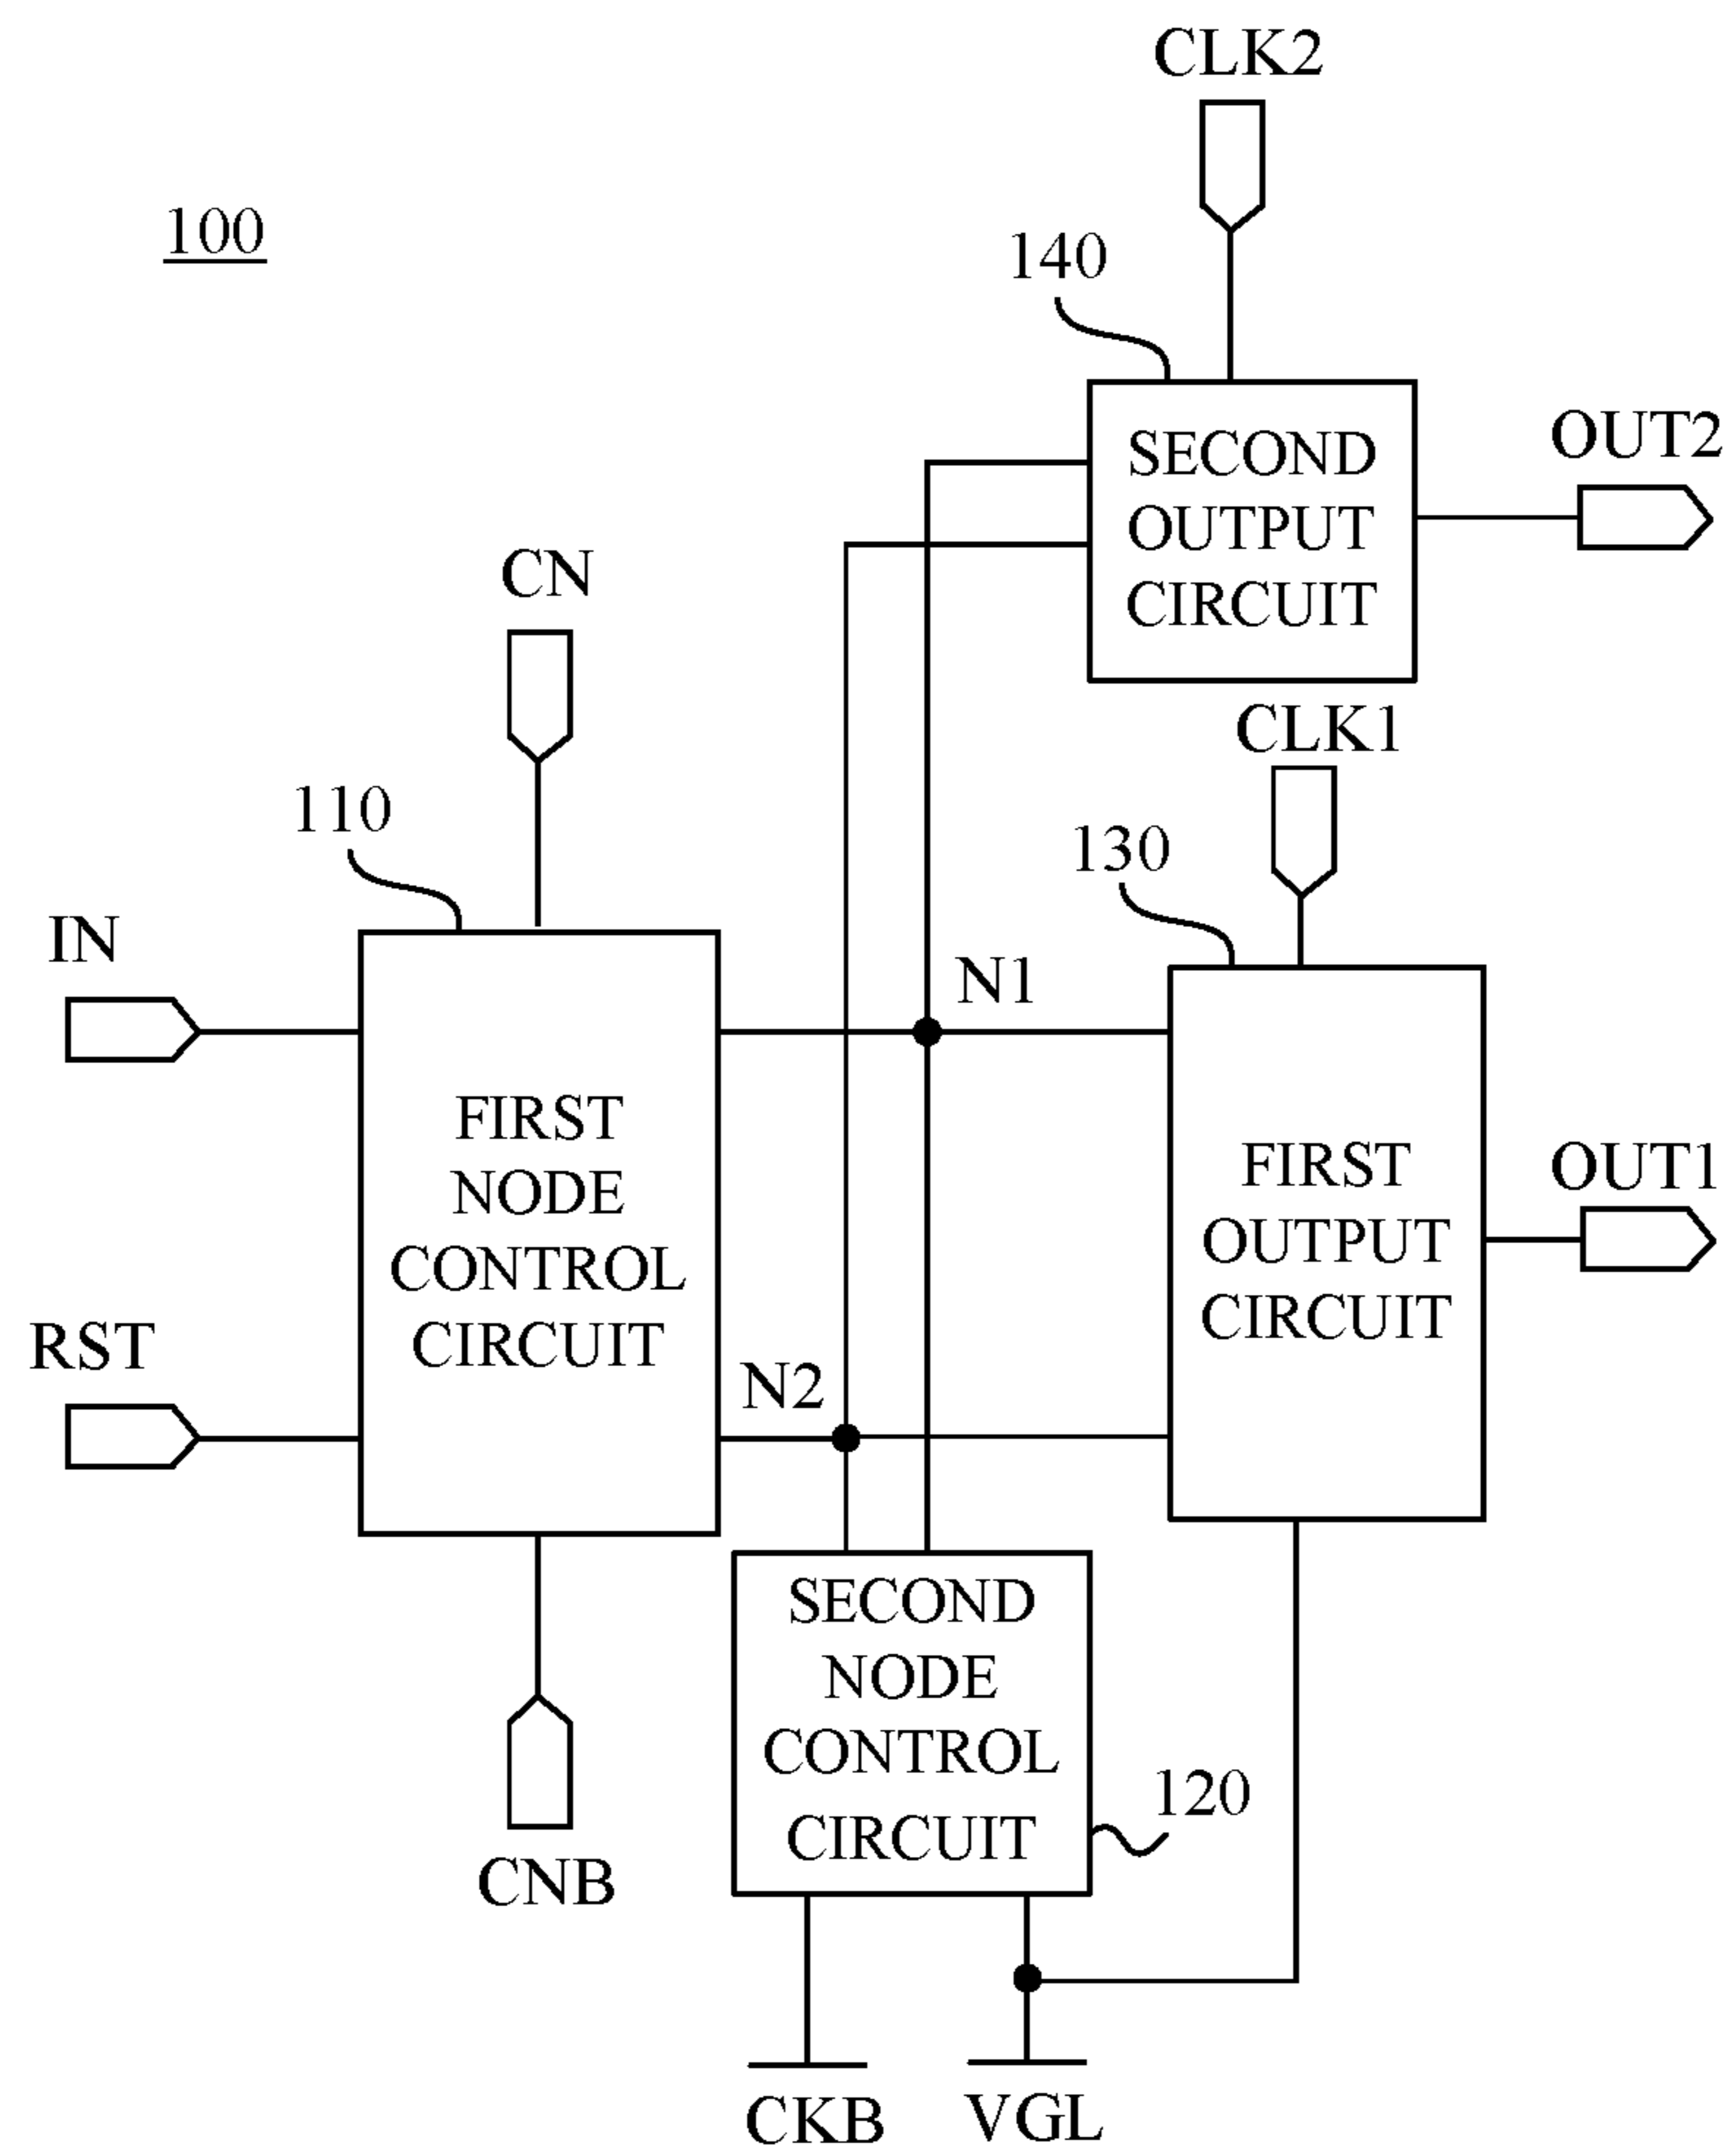 CLK2
100
140
SECOND
OUTPUT
CIRCUIT
OUT2
CN
CLK1
110
130
IN
N1
FIRST
NODE
CONTROL
CIRCUIT
FIRST
OUTPUT
CIRCUIT
OUT1
RST
N2
SECOND
NODE
CONTROL
CIRCUIT
120
CNB
CKB
VGL